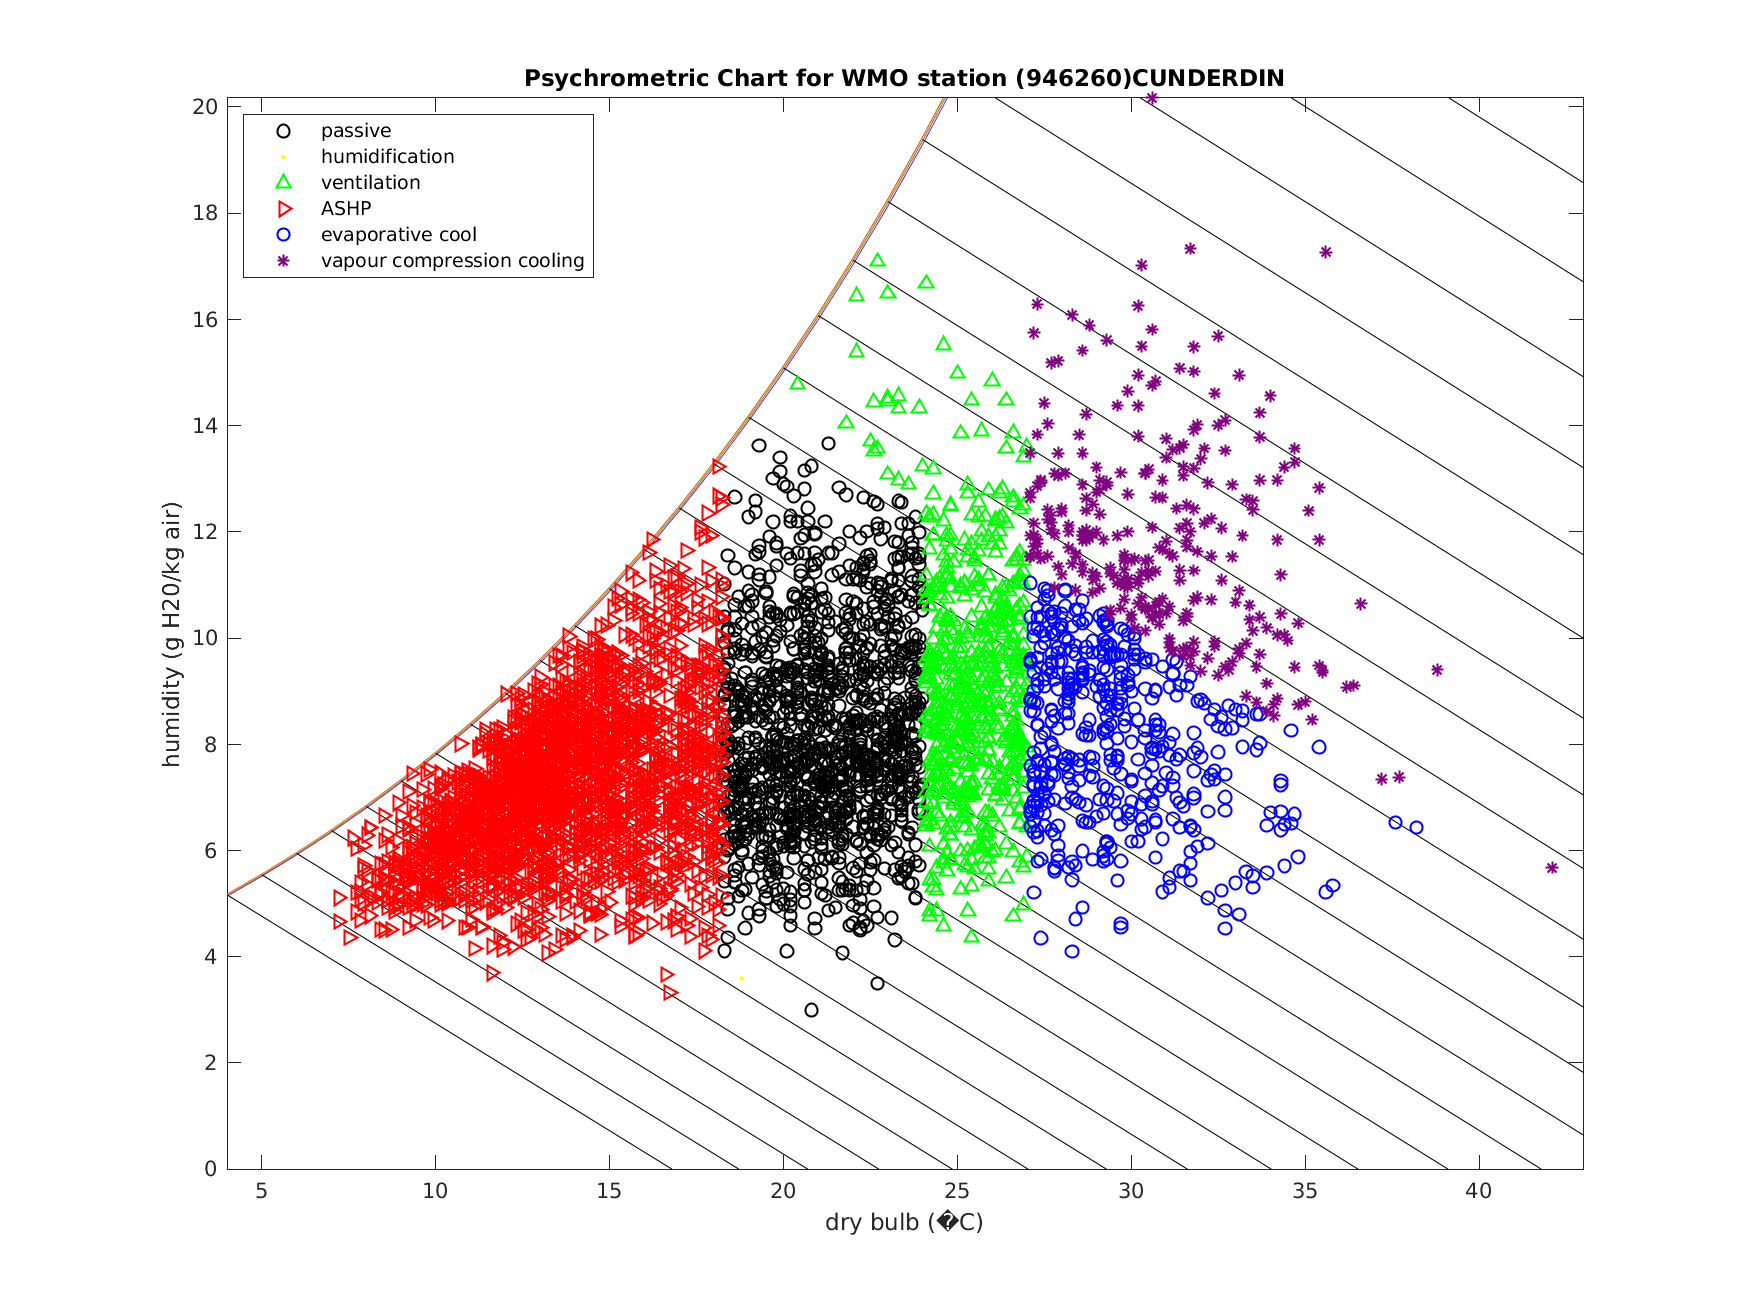 Psychrometric Chart for WMO station (946260)CUNDERDIN
20
18
16
14
12
10
8
6
4
2
0
humidity (g H20/kg air)
passive
humidification
ventilation
ASHP
evaporative cool
vapour compression cooling
5 10 15 20 25 30 35 40
dry bulb (�C)